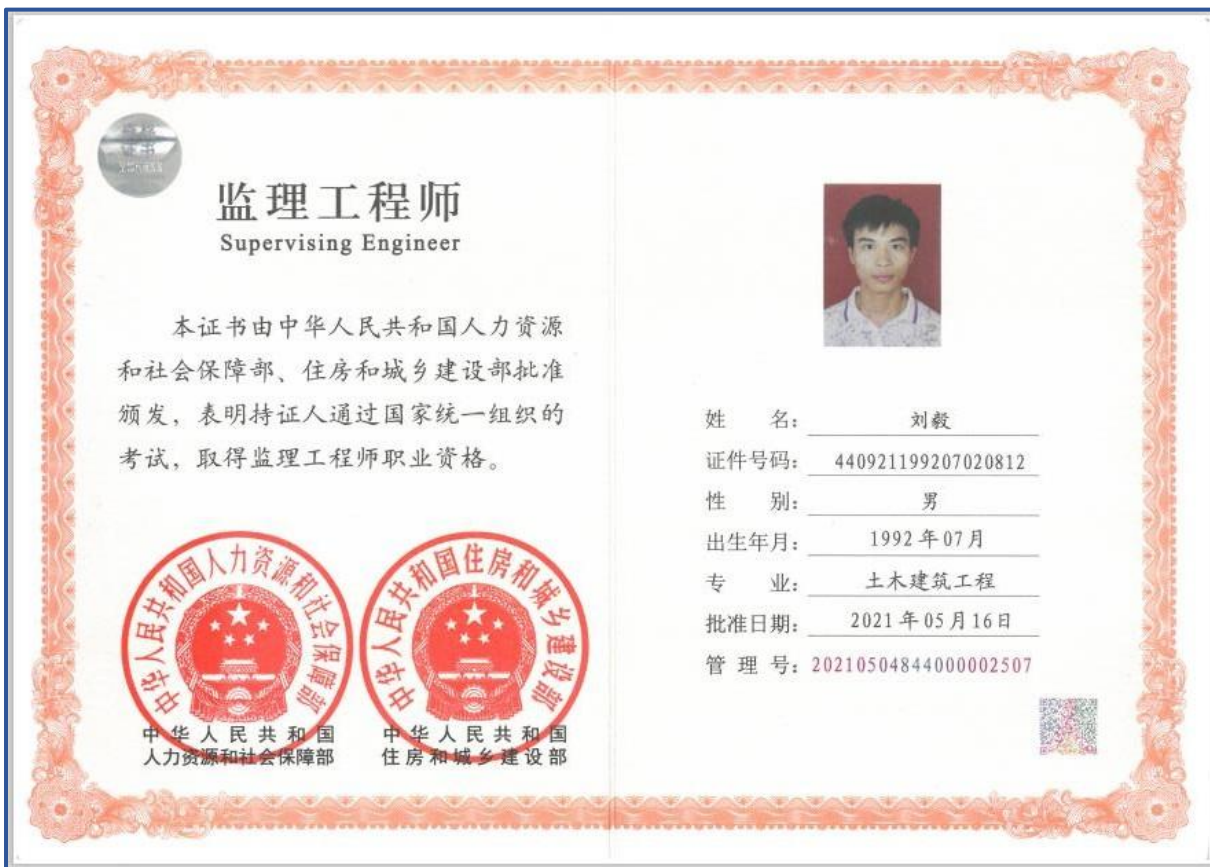 监理工程师
Supervising Engineer
本证书由中华人民共和国人力资源
和社会保障部、住房和城乡建设部批准
颁发，表明持证人通过国家统一组织的
考试，取得监理工程师职业资格。
中华人民共和国人力资源和社会保障部
中华人民共和国住房和城乡建设部
中华人民共和国
人力资源和社会保障部
中华人民共和国
住房和城乡建设部
姓 名： 刘毅
证件号码： 440921199207020812
性 别： 男
出生年月： 1992年07月
专 业： 土木建筑工程
批准日期： 2021年05月16日
管 理 号： 20210504844000002507